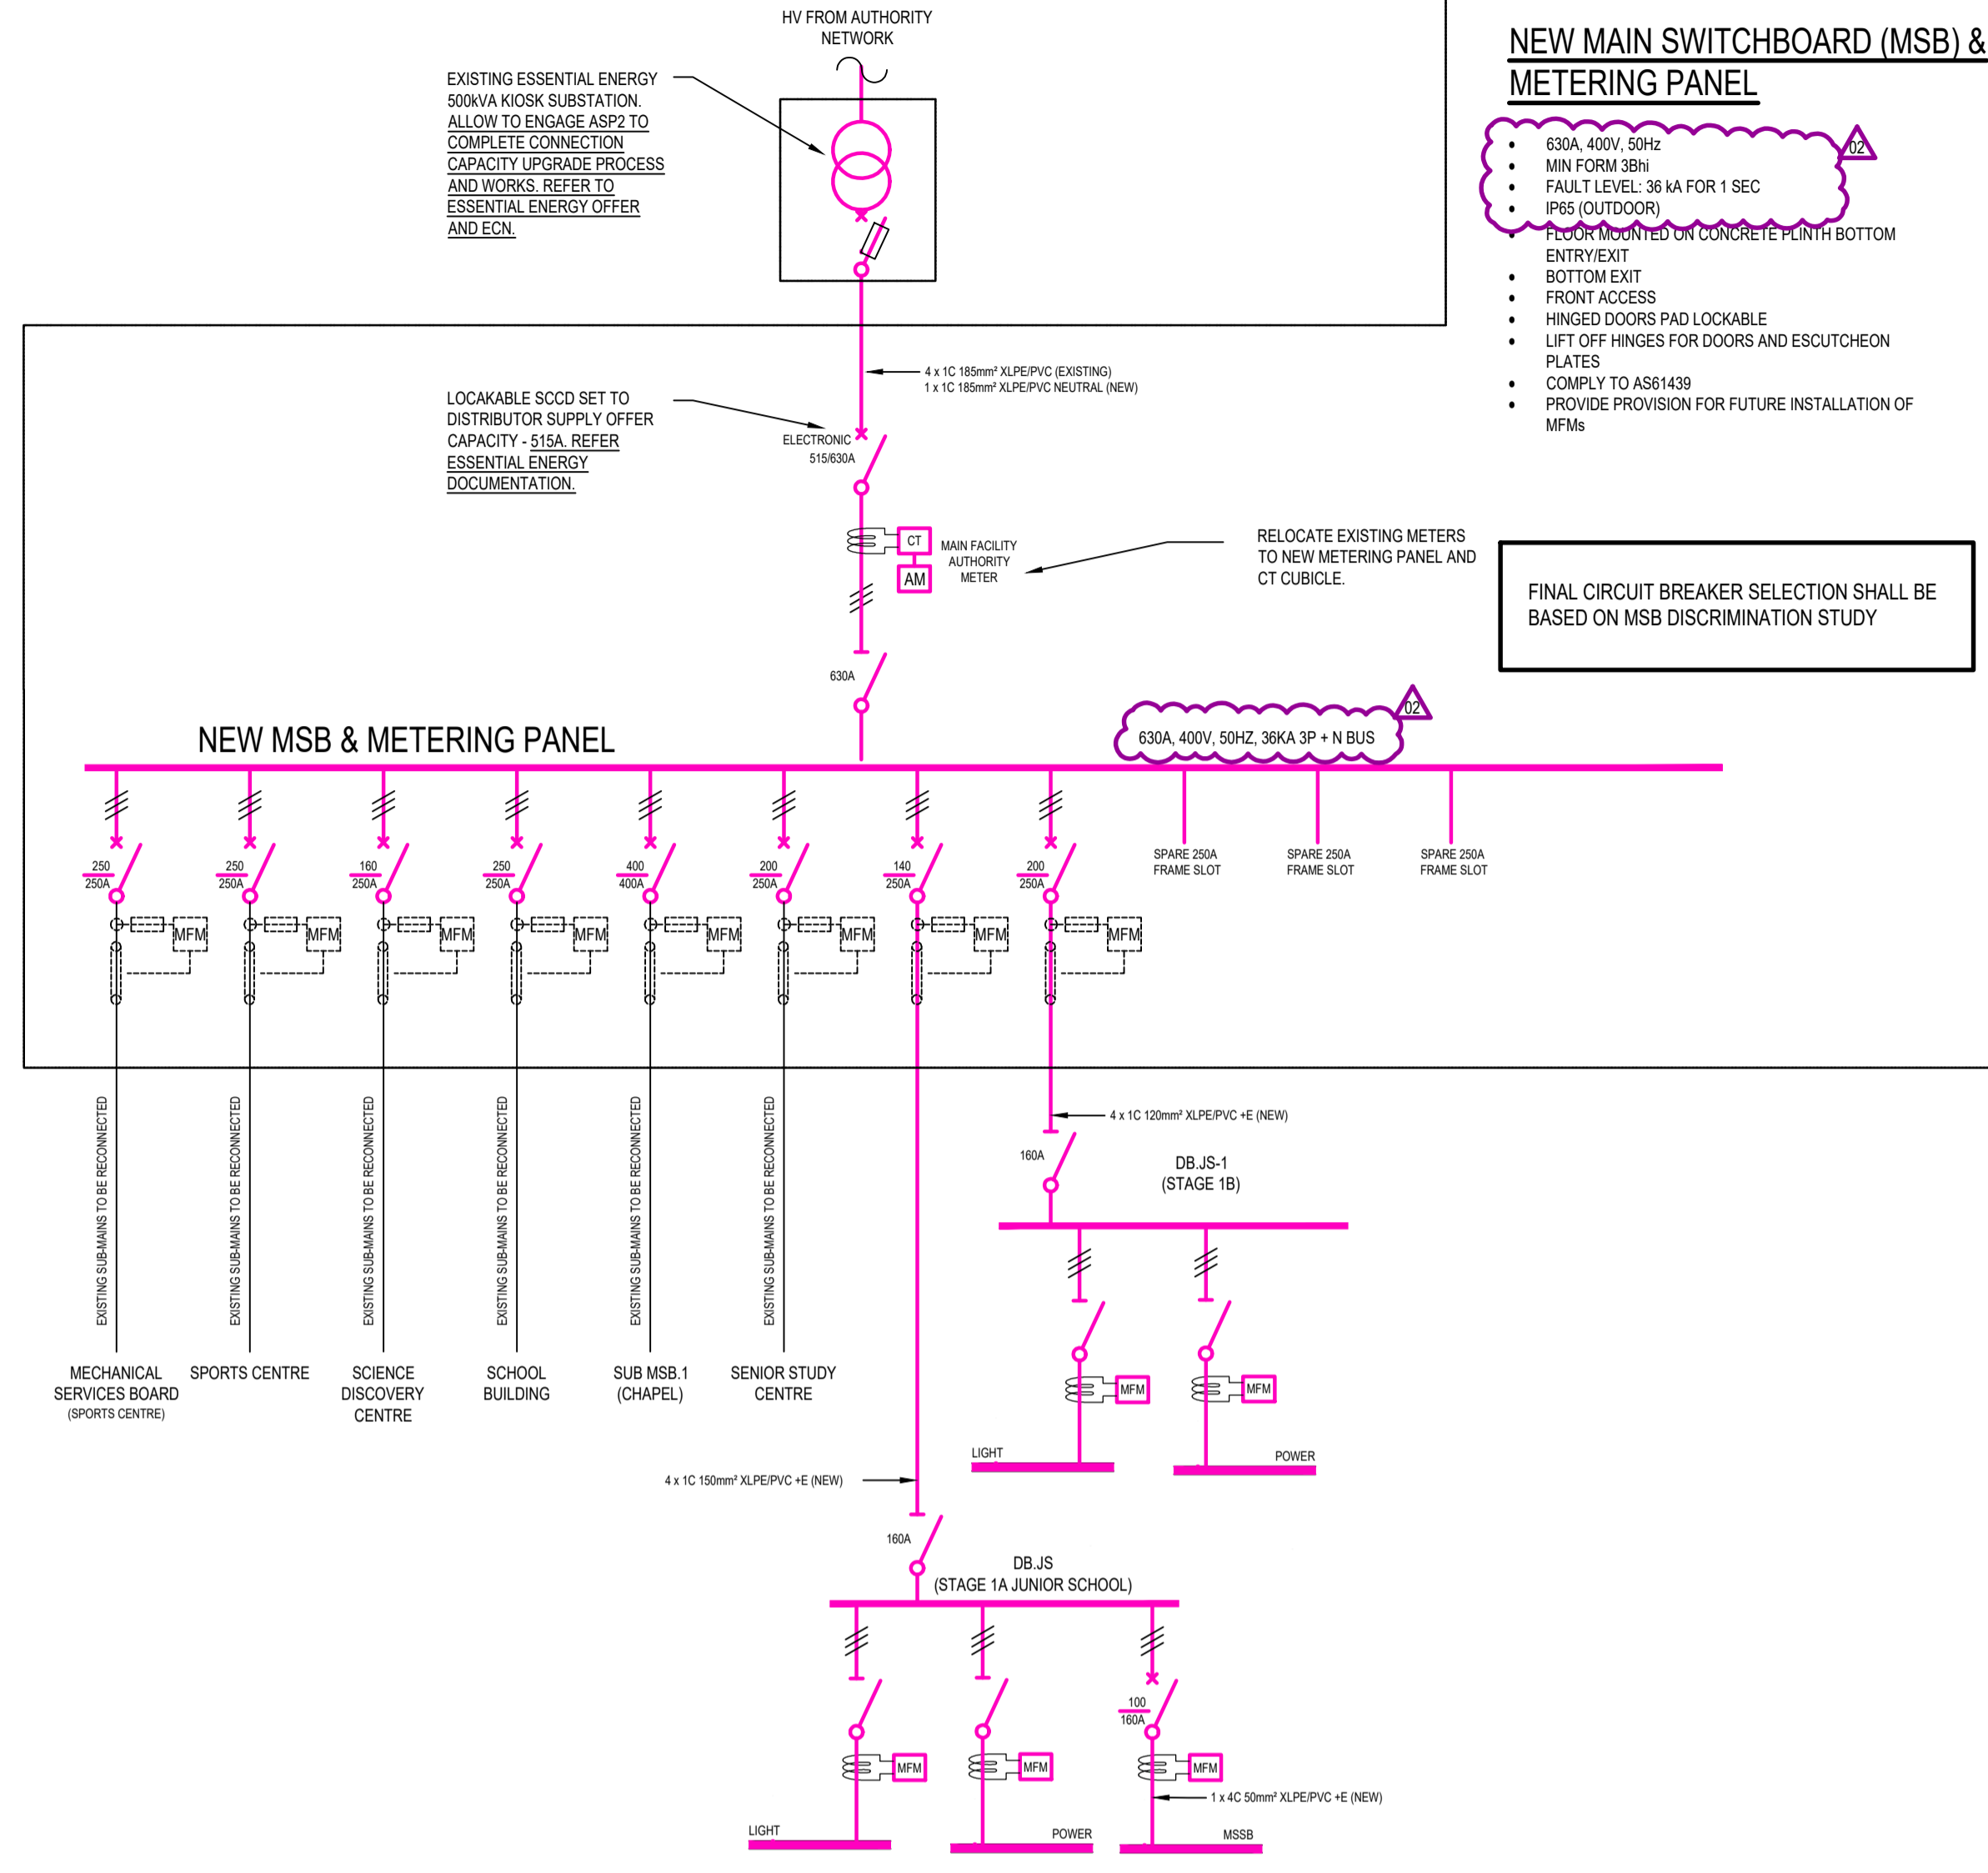 HV FROM AUTHORITY
NETWORK
EXISTING ESSENTIAL ENERGY
500kVA KIOSK SUBSTATION.
ALLOW TO ENGAGE ASP2 TO
COMPLETE CONNECTION
CAPACITY UPGRADE PROCESS
AND WORKS. REFER TO
ESSENTIAL ENERGY OFFER
AND ECN.
NEW MAIN SWITCHBOARD (MSB) &
METERING PANEL
02
• 630A, 400V, 50Hz
• MIN FORM 3Bhi
• FAULT LEVEL: 36 kA FOR 1 SEC
• IP65 (OUTDOOR)
• FLOOR MOUNTED ON CONCRETE PLINTH BOTTOM
ENTRY/EXIT
• BOTTOM EXIT
• FRONT ACCESS
• HINGED DOORS PAD LOCKABLE
• LIFT OFF HINGES FOR DOORS AND ESCUTCHEON
PLATES
• COMPLY TO AS61439
• PROVIDE PROVISION FOR FUTURE INSTALLATION OF
MFMs
4 x 1C 185mm² XLPE/PVC (EXISTING)
1 x 1C 185mm² XLPE/PVC NEUTRAL (NEW)
LOCAKABLE SCCD SET TO
DISTRIBUTOR SUPPLY OFFER
CAPACITY - 515A. REFER
ESSENTIAL ENERGY
DOCUMENTATION.
ELECTRONIC
515/630A
CT
AM
MAIN FACILITY
AUTHORITY
METER
RELOCATE EXISTING METERS
TO NEW METERING PANEL AND
CT CUBICLE.
FINAL CIRCUIT BREAKER SELECTION SHALL BE
BASED ON MSB DISCRIMINATION STUDY
630A
NEW MSB & METERING PANEL
02
630A, 400V, 50HZ, 36KA 3P + N BUS
250
250A
MFM
250
250A
MFM
160
250A
MFM
250
250A
MFM
400
400A
MFM
200
250A
MFM
140
250A
MFM
200
250A
MFM
SPARE 250A
FRAME SLOT
SPARE 250A
FRAME SLOT
SPARE 250A
FRAME SLOT
EXISTING SUB-MAINS TO BE RECONNECTED
EXISTING SUB-MAINS TO BE RECONNECTED
EXISTING SUB-MAINS TO BE RECONNECTED
EXISTING SUB-MAINS TO BE RECONNECTED
EXISTING SUB-MAINS TO BE RECONNECTED
EXISTING SUB-MAINS TO BE RECONNECTED
MECHANICAL
SERVICES BOARD
(SPORTS CENTRE)
SPORTS CENTRE
SCIENCE
DISCOVERY
CENTRE
SCHOOL
BUILDING
SUB MSB.1
(CHAPEL)
SENIOR STUDY
CENTRE
4 x 1C 120mm² XLPE/PVC +E (NEW)
160A
DB.JS-1
(STAGE 1B)
MFM
MFM
LIGHT
POWER
4 x 1C 150mm² XLPE/PVC +E (NEW)
160A
DB.JS
(STAGE 1A JUNIOR SCHOOL)
100
160A
MFM
MFM
MFM
1 x 4C 50mm² XLPE/PVC +E (NEW)
LIGHT
POWER
MSSB